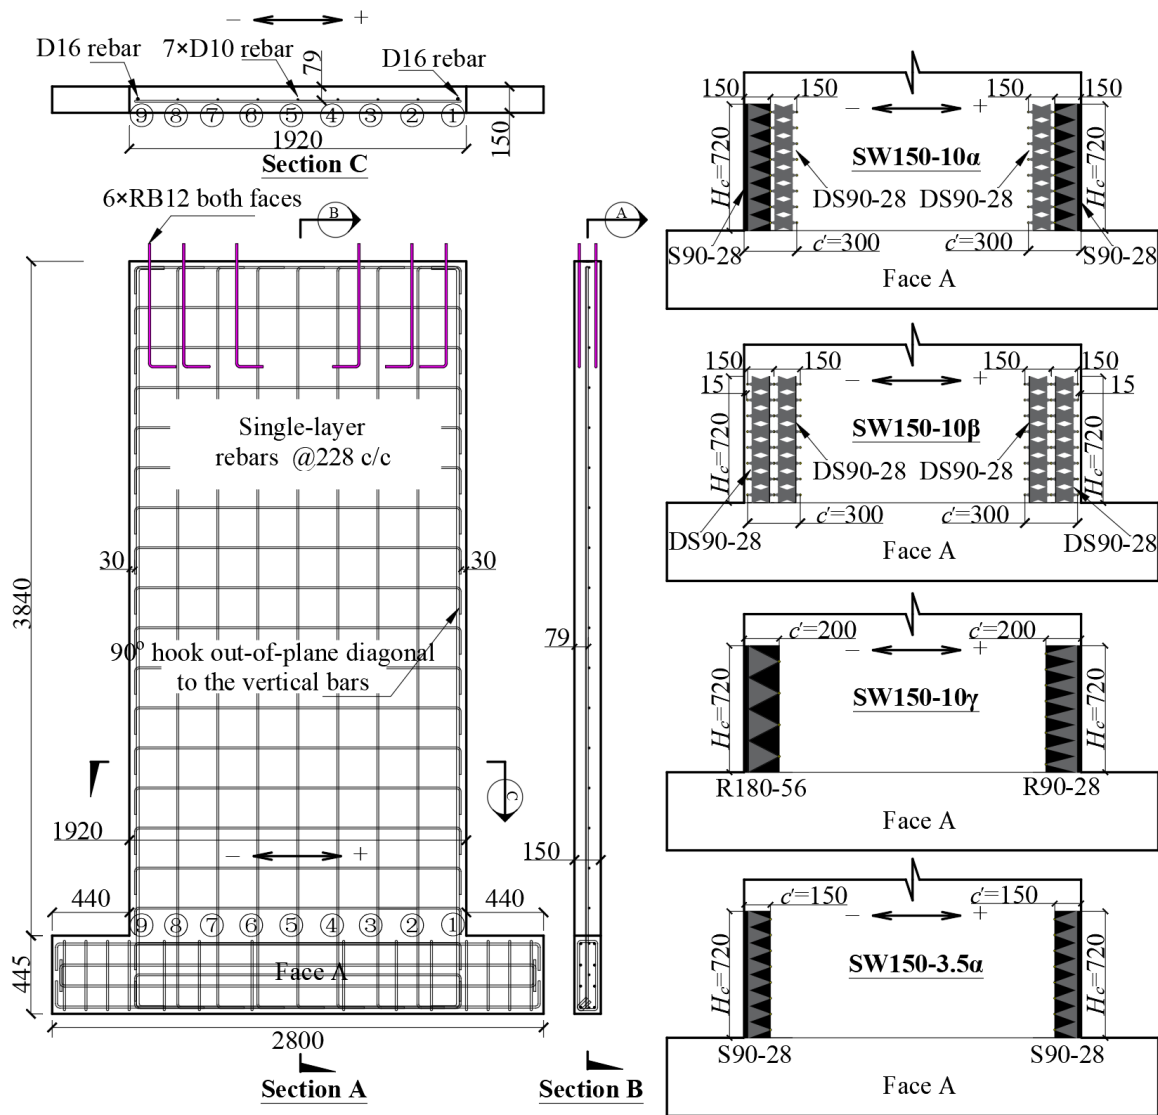 − +
D16 rebar
7×D10 rebar
79
D16 rebar
9 8 7 6 5 4 3 2 1
1920
150
Section C
6×RB12 both faces
B
A
Single-layer
rebars @228 c/c
3840
30
30
90° hook out-of-plane diagonal
to the vertical bars
79
C
1920
− +
150
440
440
9 8 7 6 5 4 3 2 1
445
Face A
2800
Section A
Section B
150
150
150
150
− +
Hc=720
SW150-10α
Hc=720
DS90-28
DS90-28
c'=300
c'=300
S90-28
S90-28
Face A
150
150
150
150
− +
15
15
Hc=720
SW150-10β
Hc=720
DS90-28
DS90-28
c'=300
c'=300
DS90-28
DS90-28
Face A
c'=200
c'=200
− +
Hc=720
SW150-10γ
Hc=720
R180-56
R90-28
Face A
c'=150
c'=150
− +
Hc=720
SW150-3.5α
Hc=720
S90-28
S90-28
Face A